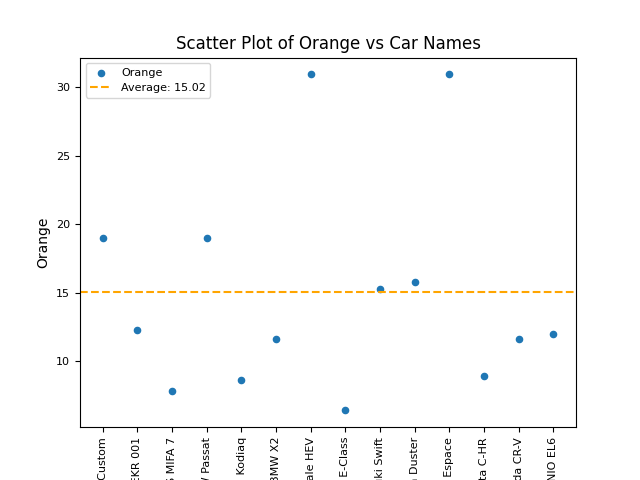 Scatter Plot of Orange vs Car Names
Orange
Average: 15.02
Orange
30
25
20
15
10
Custom
001
MIFA 7
Passat
Kodiaq
BMW X2
HEV
E-Class
Swift
Duster
Espace
C-HR
CR-V
NIO EL6